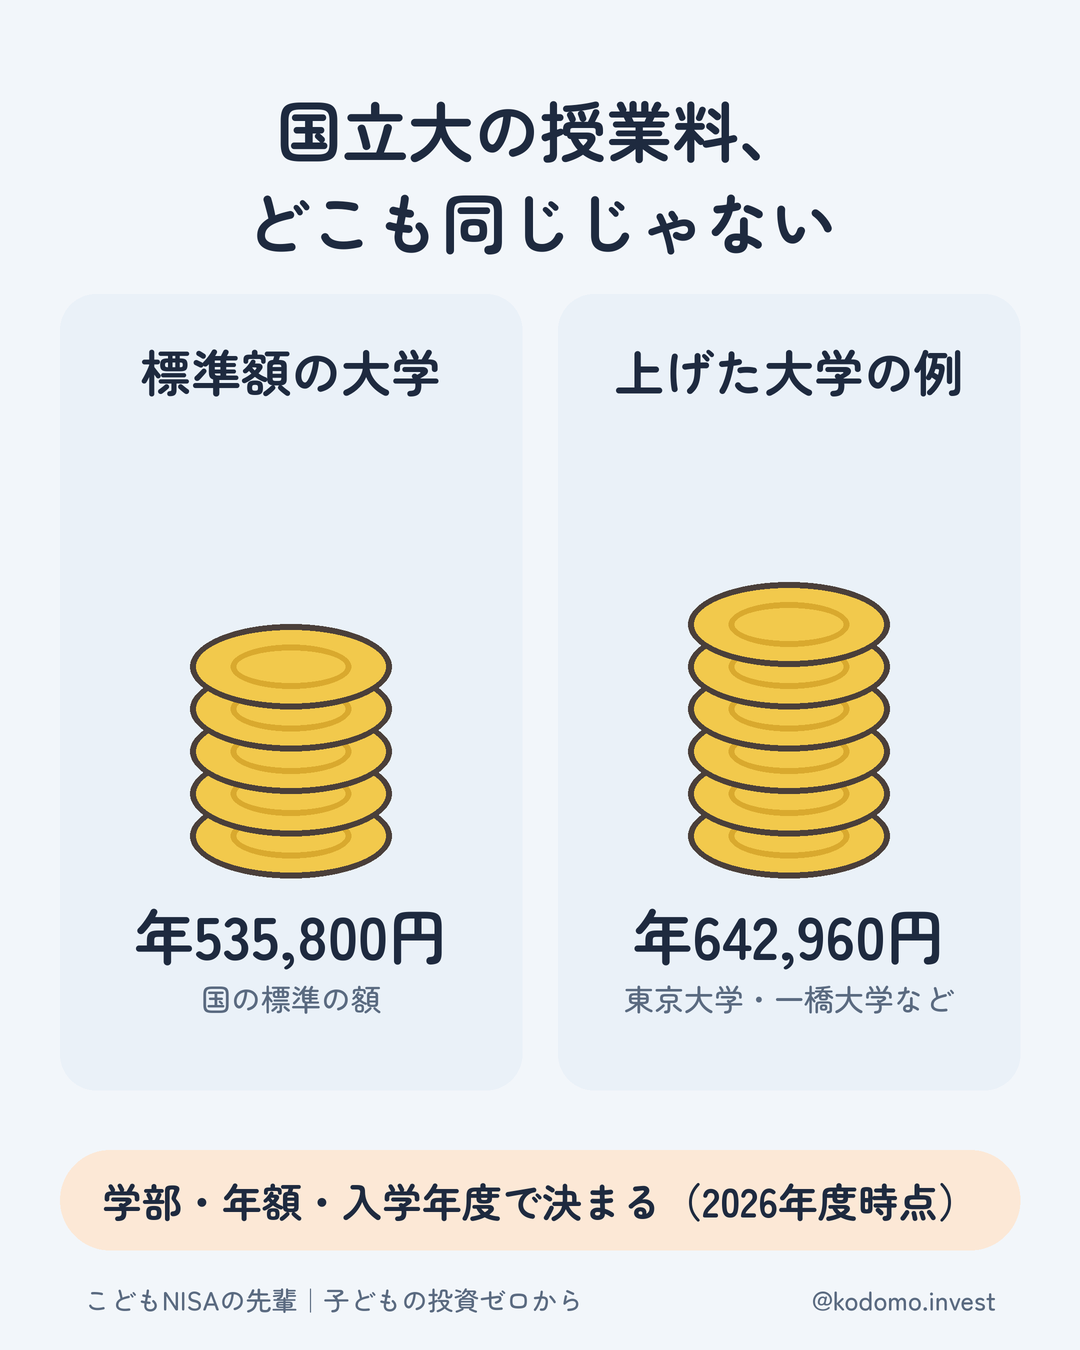 国立大の授業料、
どこも同じじゃない
標準額の大学
年535,800円
国の標準の額
上げた大学の例
年642,960円
東京大学・一橋大学など
学部・年額・入学年度で決まる（2026年度時点）
こどもNISAの先輩｜子どもの投資ゼロから
@kodomo.invest